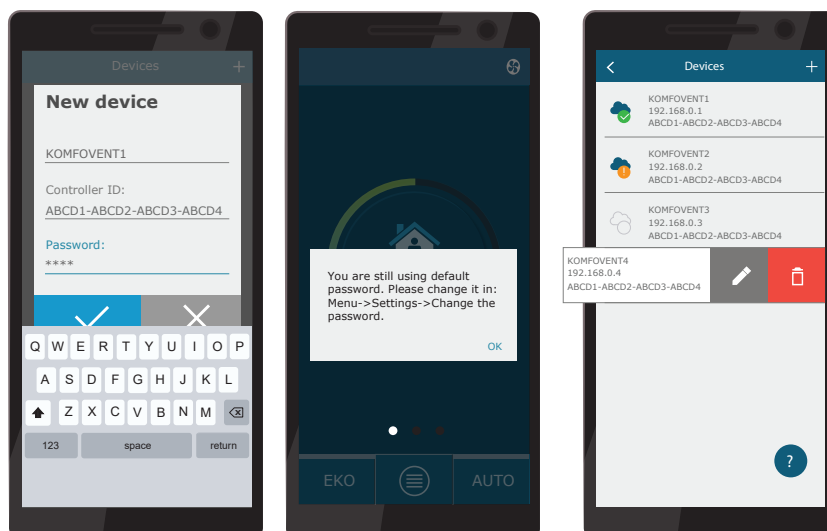 Devices +
New device
KOMFOVENT1
Controller ID:
ABCD1-ABCD2-ABCD3-ABCD4
Password:
****
Q W E R T Y U I O P
A S D F G H J K L
Z X C V B N M
123 space return
You are still using default
password. Please change it in:
Menu->Settings->Change the
password.
OK
EKO AUTO
Devices +
KOMFOVENT1
192.168.0.1
ABCD1-ABCD2-ABCD3-ABCD4
KOMFOVENT2
192.168.0.2
ABCD1-ABCD2-ABCD3-ABCD4
KOMFOVENT3
192.168.0.3
ABCD1-ABCD2-ABCD3-ABCD4
KOMFOVENT4
192.168.0.4
ABCD1-ABCD2-ABCD3-ABCD4
?